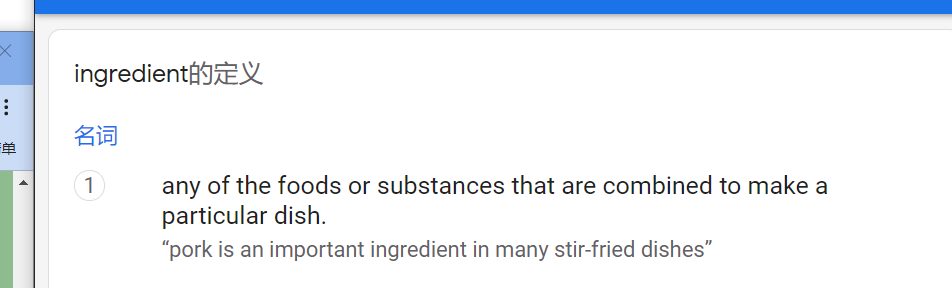 ingredient的定义
名词
单
1
any of the foods or substances that are combined to make a
particular dish.
“pork is an important ingredient in many stir-fried dishes”